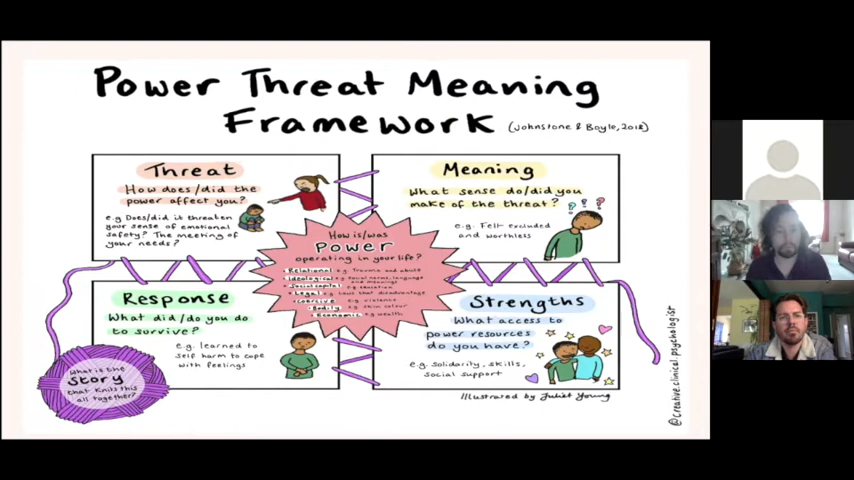 Power Threat Meaning
Framework
(Johnstone & Boyle, 2018)
Threat
How does/did the
power affect you?
e.g Does/did it threaten
your sense of emotional
safety? The meeting of
your needs?
Meaning
What sense do/did you
make of the threat?
? ? ?
e.g: Felt excluded
and worthless
How is/was
POWER
operating in your life?
• Relational e.g. Trauma and abuse
• Ideological e.g. Social norms, language
and meanings
• Social capital e.g. education
• Legal e.g. laws that disadvantage
• Coercive e.g. violence
• Bodily e.g. skin colour
• Economic e.g. wealth
Response
What did/do you do
to survive?
e.g: learned to
self harm to cope
with feelings
Strengths
What access to
power resources
do you have?
e.g: solidarity, skills,
social support
What is the
Story
that knits this
all together?
Illustrated by Juliet Young
@creative.clinical.psychologist